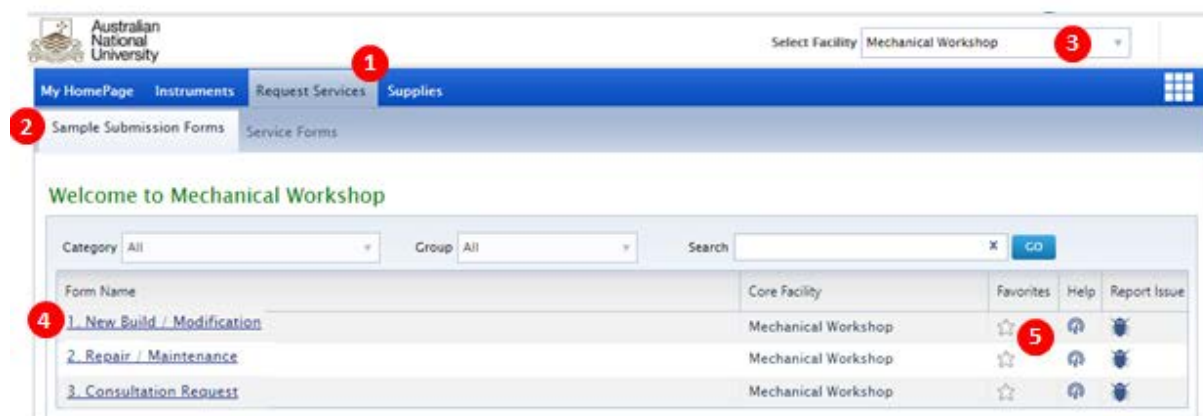 Australian
National
University
Select Facility Mechanical Workshop 3
1
My HomePage Instruments Request Services Supplies
2 Sample Submission Forms Service Forms
Welcome to Mechanical Workshop
Category All Group All Search x GO
Form Name Core Facility Favorites Help Report Issue
4 1. New Build / Modification Mechanical Workshop 5
2. Repair / Maintenance Mechanical Workshop
3. Consultation Request Mechanical Workshop